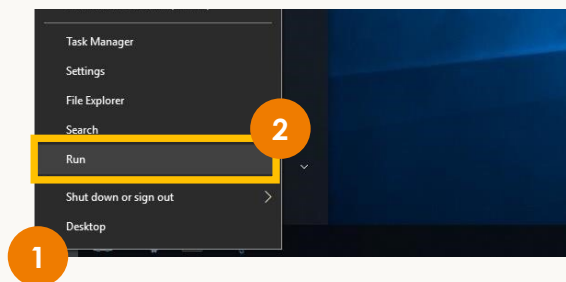 Task Manager
Settings
File Explorer
Search
2
Run
Shut down or sign out
Desktop
1